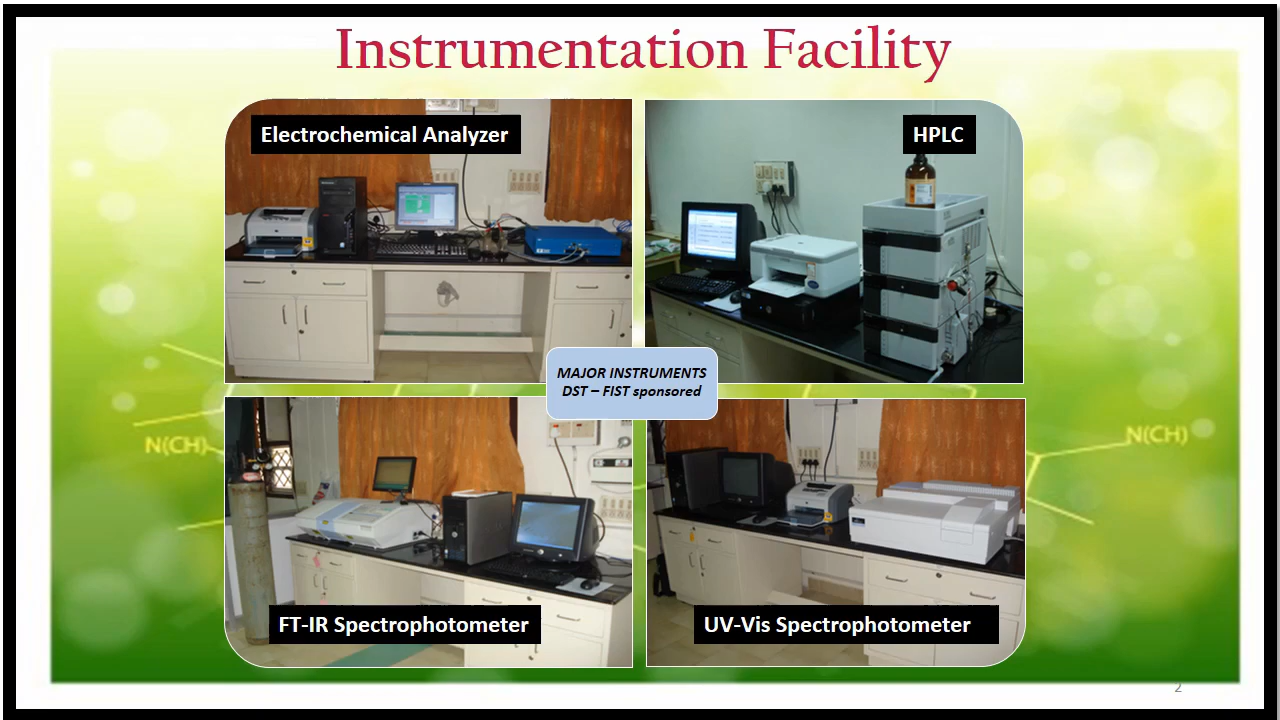 Instrumentation Facility
Electrochemical Analyzer
HPLC
MAJOR INSTRUMENTS
DST – FIST sponsored
N(CH)
N(CH)
FT-IR Spectrophotometer
UV-Vis Spectrophotometer
2